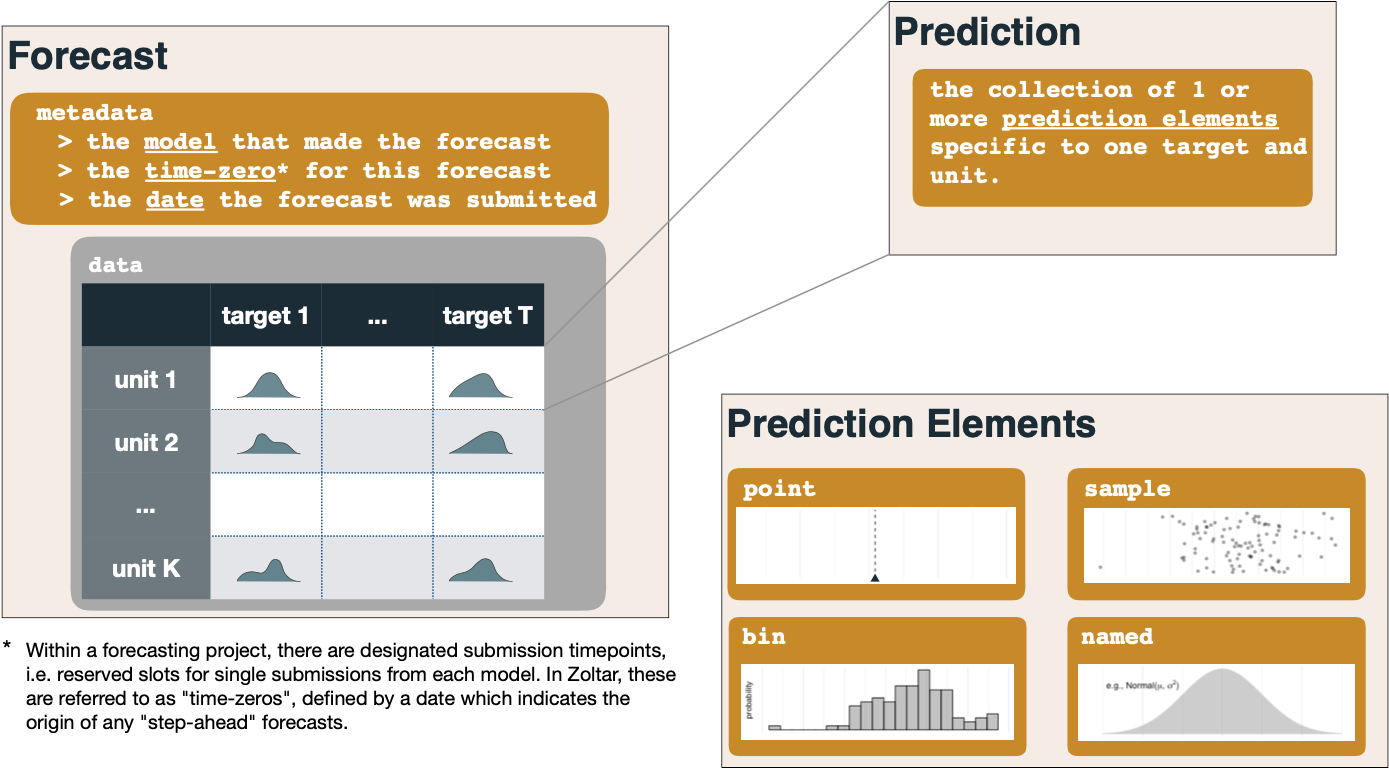 Forecast
metadata
> the model that made the forecast
> the time-zero* for this forecast
> the date the forecast was submitted
data
target 1 ... target T
unit 1
unit 2
...
unit K
* Within a forecasting project, there are designated submission timepoints,
i.e. reserved slots for single submissions from each model. In Zoltar, these
are referred to as "time-zeros", defined by a date which indicates the
origin of any "step-ahead" forecasts.
Prediction
the collection of 1 or
more prediction elements
specific to one target and
unit.
Prediction Elements
point
sample
bin
probability
named
e.g., Normal(μ, σ²)